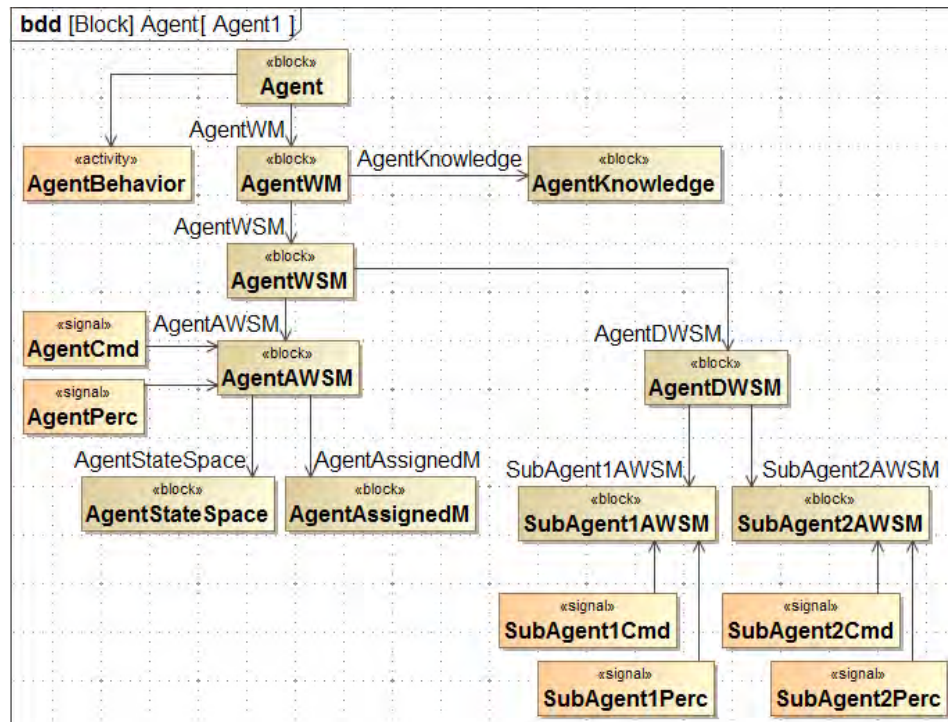 bdd [Block] Agent[ Agent1 ]
«block»
Agent
AgentWM
«activity»
AgentBehavior
«block»
AgentWM
AgentKnowledge
«block»
AgentKnowledge
AgentWSM
«block»
AgentWSM
«signal»
AgentCmd
AgentAWSM
«block»
AgentAWSM
«signal»
AgentPerc
AgentDWSM
«block»
AgentDWSM
AgentStateSpace
AgentAssignedM
«block»
AgentStateSpace
«block»
AgentAssignedM
SubAgent1AWSM
SubAgent2AWSM
«block»
SubAgent1AWSM
«block»
SubAgent2AWSM
«signal»
SubAgent1Cmd
«signal»
SubAgent2Cmd
«signal»
SubAgent1Perc
«signal»
SubAgent2Perc